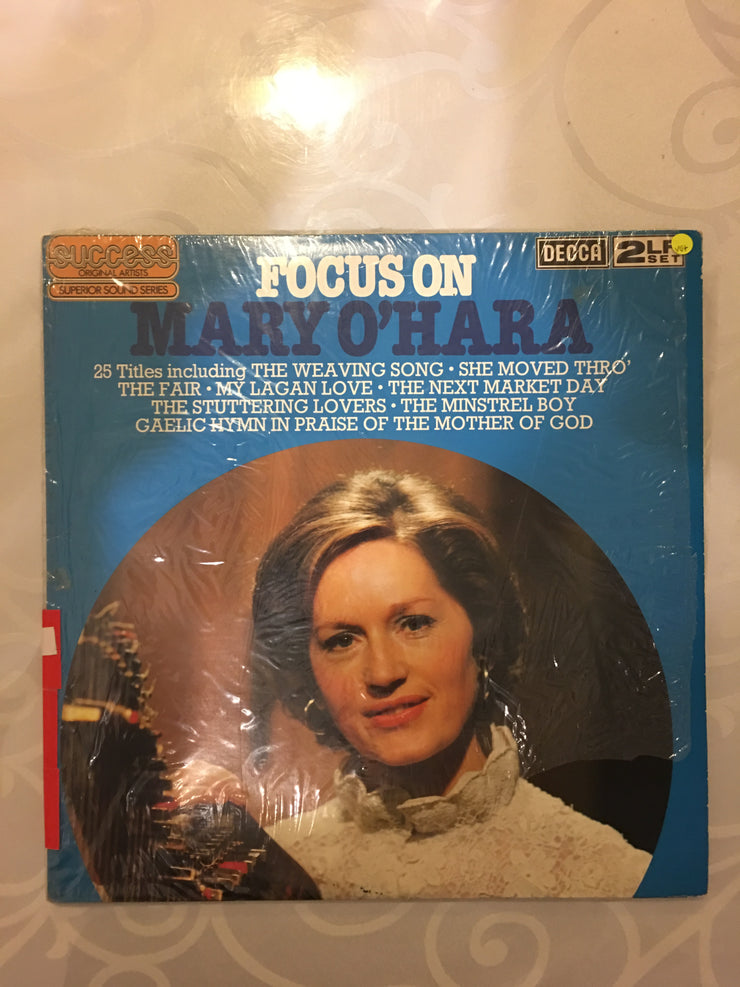 success
ORIGINAL ARTISTS
SUPERIOR SOUND SERIES
DECCA
2LP
SET
FOCUS ON
MARY O'HARA
25 Titles including THE WEAVING SONG • SHE MOVED THRO'
THE FAIR • MY LAGAN LOVE • THE NEXT MARKET DAY
THE STUTTERING LOVERS • THE MINSTREL BOY
GAELIC HYMN IN PRAISE OF THE MOTHER OF GOD